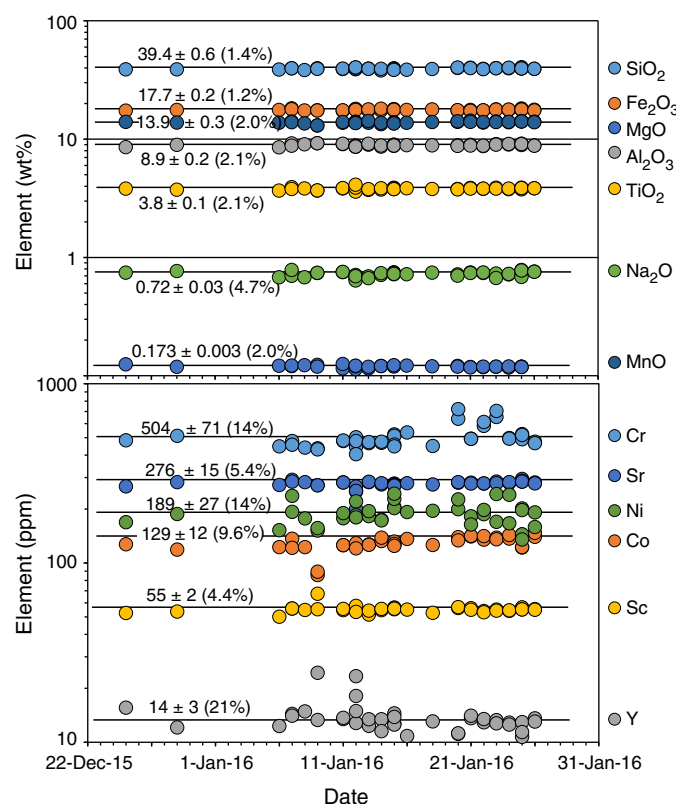 100
39.4 ± 0.6 (1.4%)
SiO2
17.7 ± 0.2 (1.2%)
Fe2O3
13.9 ± 0.3 (2.0%)
MgO
10
Al2O3
8.9 ± 0.2 (2.1%)
TiO2
3.8 ± 0.1 (2.1%)
Element (wt%)
1
Na2O
0.72 ± 0.03 (4.7%)
0.173 ± 0.003 (2.0%)
MnO
1000
504 ± 71 (14%)
Cr
276 ± 15 (5.4%)
Sr
189 ± 27 (14%)
Ni
129 ± 12 (9.6%)
Co
100
Element (ppm)
55 ± 2 (4.4%)
Sc
14 ± 3 (21%)
Y
10
22-Dec-15 1-Jan-16 11-Jan-16 21-Jan-16 31-Jan-16
Date